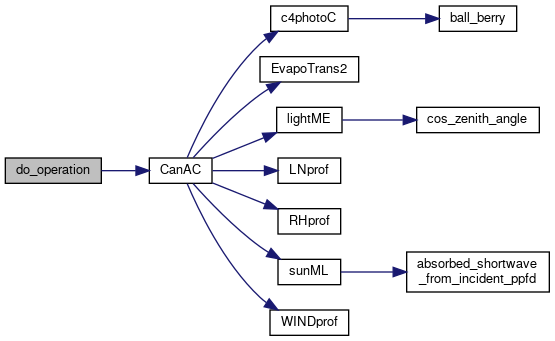 c4photoC
ball_berry
EvapoTrans2
lightME
cos_zenith_angle
do_operation
CanAC
LNprof
RHprof
sunML
absorbed_shortwave
_from_incident_ppfd
WINDprof